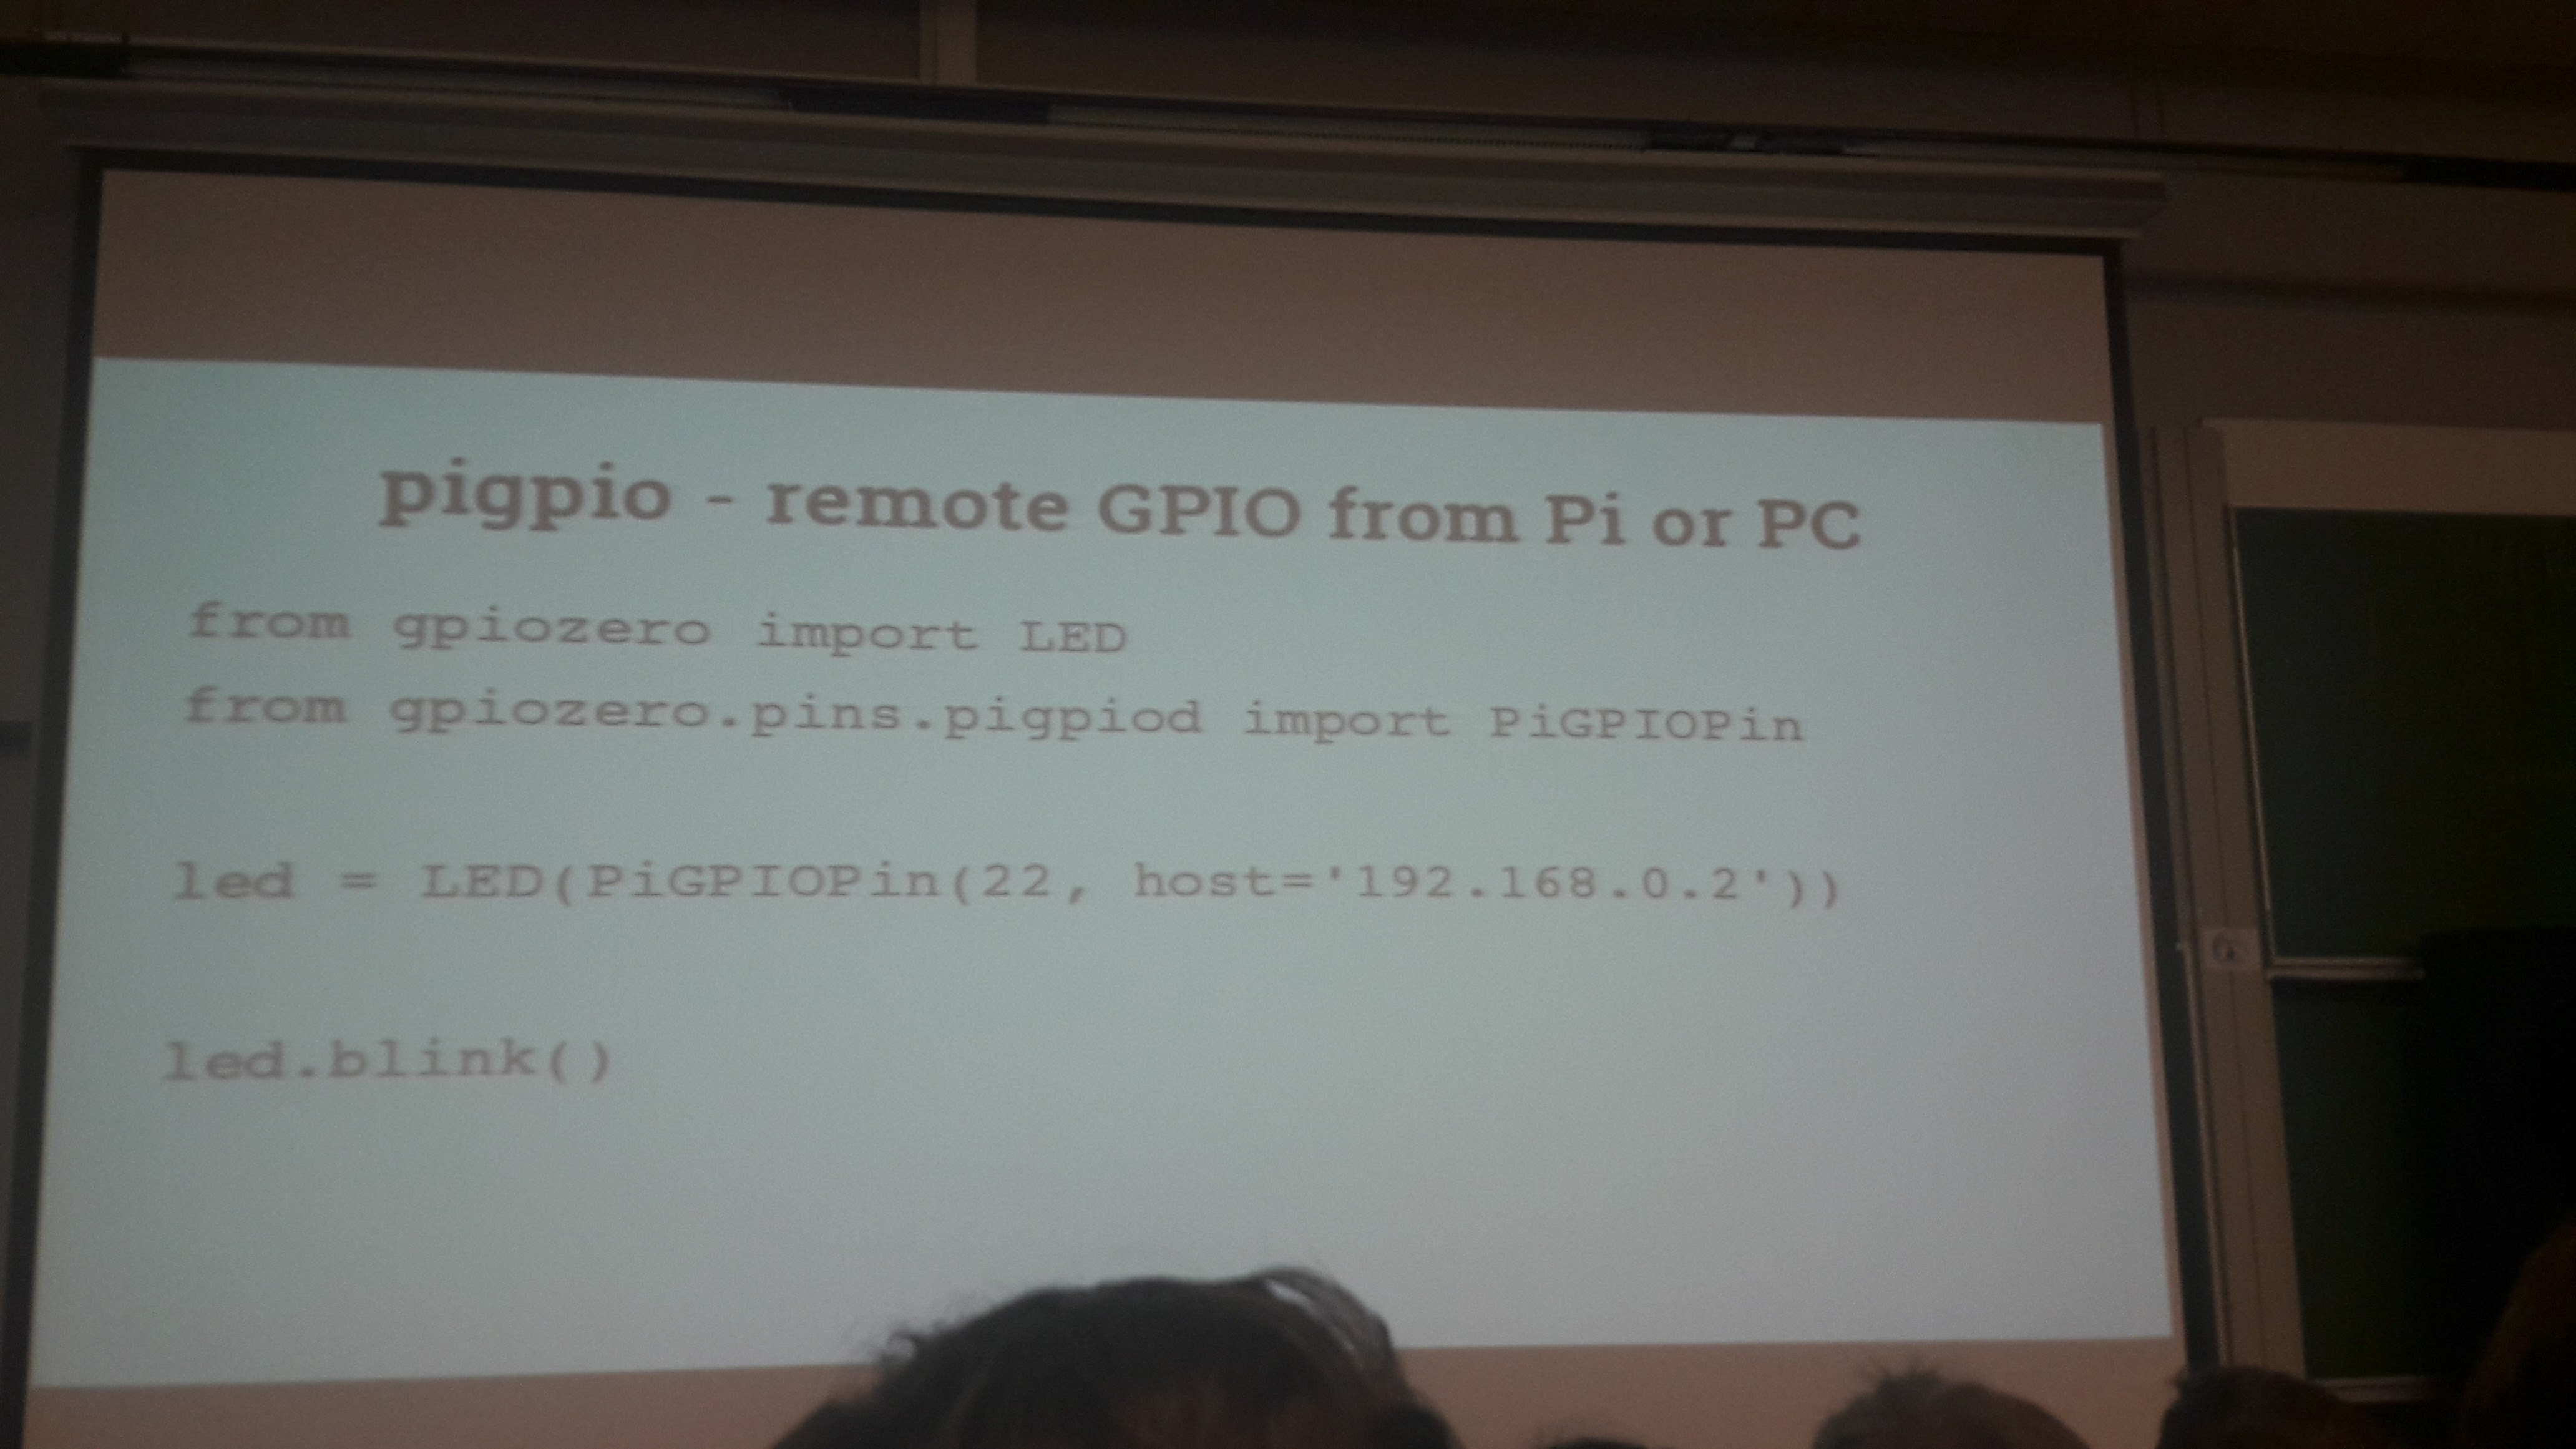 pigpio - remote GPIO from Pi or PC
from gpiozero import LED
from gpiozero.pins.pigpiod import PiGPIOPin
led = LED(PiGPIOPin(22, host='192.168.0.2'))
led.blink()